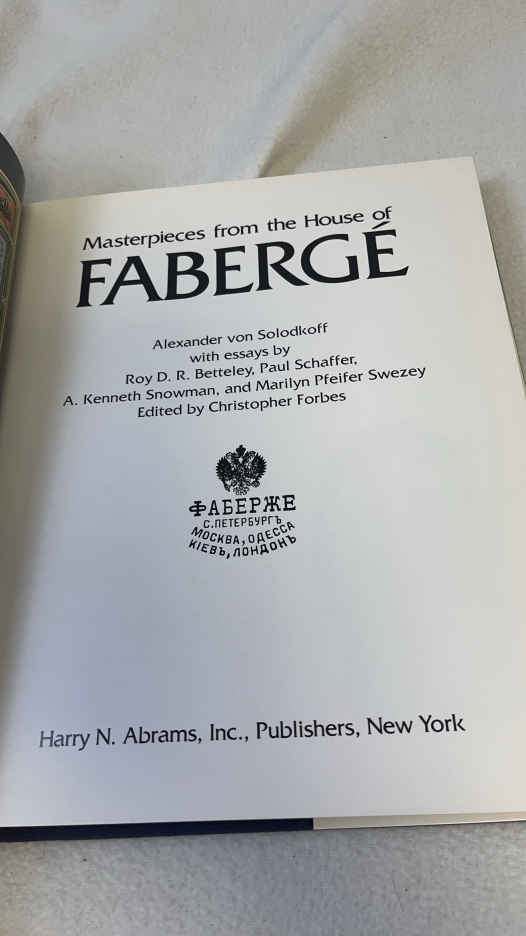 Masterpieces from the House of
FABERGÉ
Alexander von Solodkoff
with essays by
Roy D. R. Betteley, Paul Schaffer,
A. Kenneth Snowman, and Marilyn Pfeifer Swezey
Edited by Christopher Forbes
ФАБЕРЖЕ
С.ПЕТЕРБУРГЪ
МОСКВА, ОДЕССА
КІЕВЪ, ЛОНДОНЪ
Harry N. Abrams, Inc., Publishers, New York